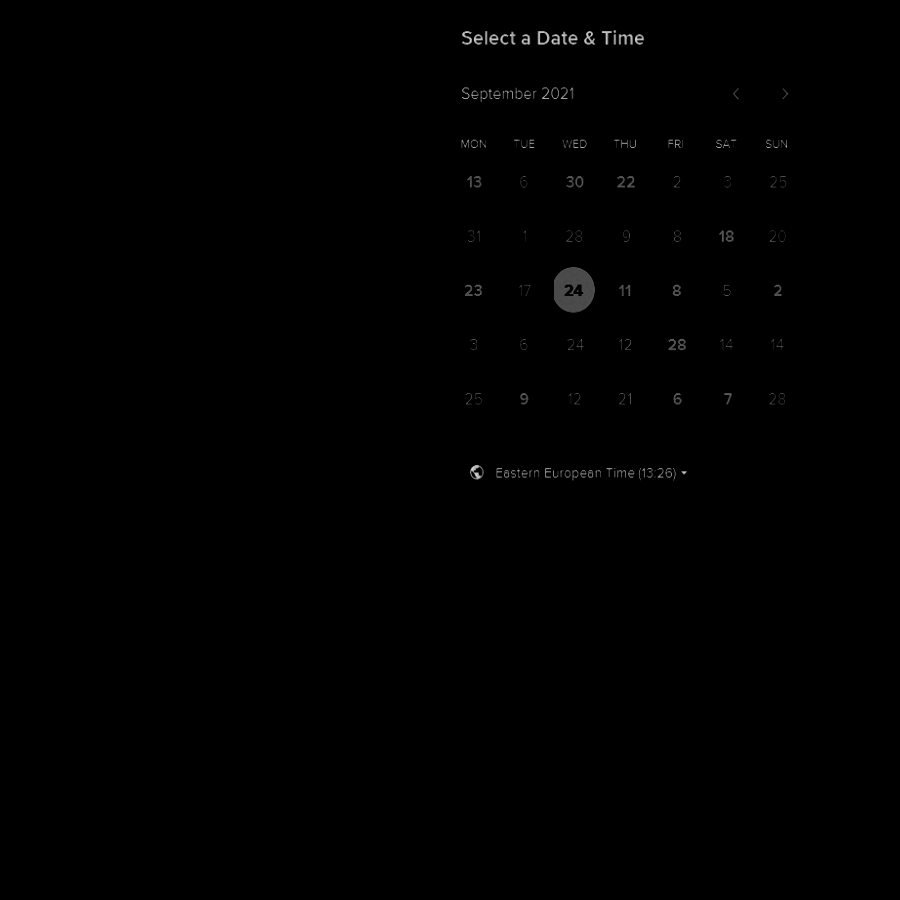 Select a Date & Time
September 2021
MON TUE WED THU FRI SAT SUN
13 6 30 22 2 3 25
31 1 28 9 8 18 20
23 17 24 11 8 5 2
3 6 24 12 28 14 14
25 9 12 21 6 7 28
Eastern European Time (13:26)